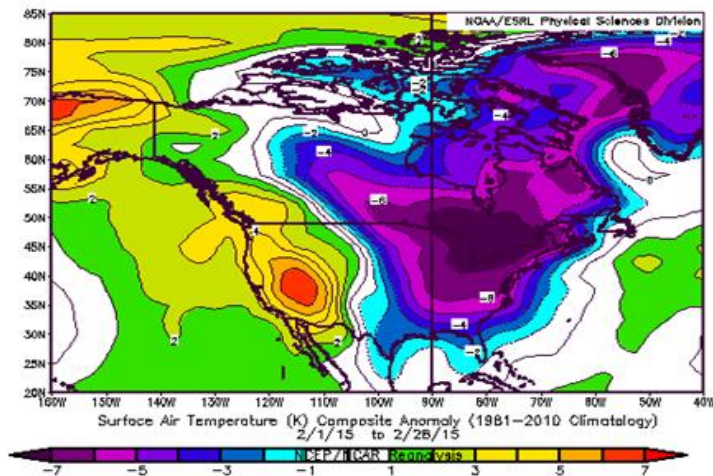 NOAA/ESRL Physical Sciences Division
85N
80N
75N
70N
65N
60N
55N
50N
45N
40N
35N
30N
25N
20N
160W 150W 140W 130W 120W 110W 100W 90W 80W 70W 60W 50W 40W
Surface Air Temperature (K) Composite Anomaly (1981-2010 Climatology)
2/1/15 to 2/28/15
NCEP/NCAR Reanalysis
-7 -5 -3 -1 1 3 5 7